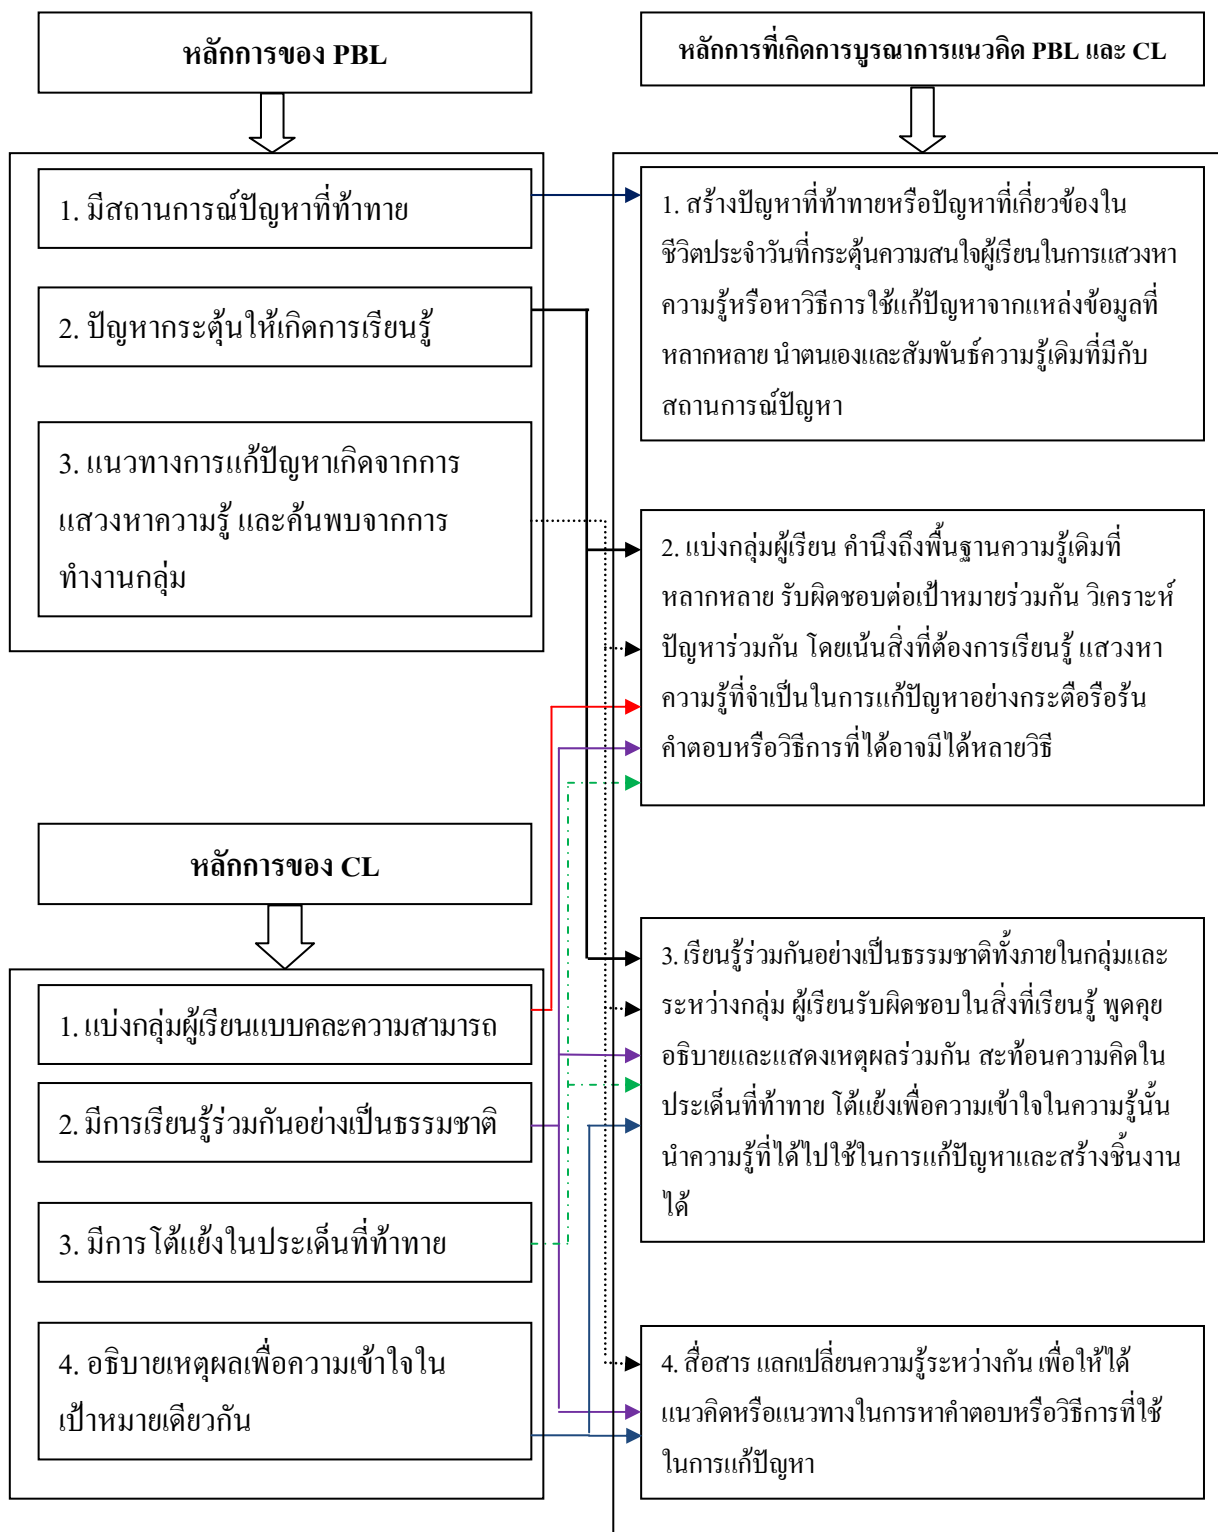 หลักการของ PBL
1. มีสถานการณ์ปัญหาที่ท้าทาย
2. ปัญหากระตุ้นให้เกิดการเรียนรู้
3. แนวทางการแก้ปัญหาเกิดจากการ
แสวงหาความรู้ และค้นพบจากการ
ทำงานกลุ่ม
หลักการของ CL
1. แบ่งกลุ่มผู้เรียนแบบคละความสามารถ
2. มีการเรียนรู้ร่วมกันอย่างเป็นธรรมชาติ
3. มีการโต้แย้งในประเด็นที่ท้าทาย
4. อธิบายเหตุผลเพื่อความเข้าใจใน
เป้าหมายเดียวกัน
หลักการที่เกิดการบูรณาการแนวคิด PBL และ CL
1. สร้างปัญหาที่ท้าทายหรือปัญหาที่เกี่ยวข้องใน
ชีวิตประจำวันที่กระตุ้นความสนใจผู้เรียนในการแสวงหา
ความรู้หรือหาวิธีการใช้แก้ปัญหาจากแหล่งข้อมูลที่
หลากหลาย นำตนเองและสัมพันธ์ความรู้เดิมที่มีกับ
สถานการณ์ปัญหา
2. แบ่งกลุ่มผู้เรียน คำนึงถึงพื้นฐานความรู้เดิมที่
หลากหลาย รับผิดชอบต่อเป้าหมายร่วมกัน วิเคราะห์
ปัญหาร่วมกัน โดยเน้นสิ่งที่ต้องการเรียนรู้ แสวงหา
ความรู้ที่จำเป็นในการแก้ปัญหาอย่างกระตือรือร้น
คำตอบหรือวิธีการที่ได้อาจมีได้หลายวิธี
3. เรียนรู้ร่วมกันอย่างเป็นธรรมชาติทั้งภายในกลุ่มและ
ระหว่างกลุ่ม ผู้เรียนรับผิดชอบในสิ่งที่เรียนรู้ พูดคุย
อธิบายและแสดงเหตุผลร่วมกัน สะท้อนความคิดใน
ประเด็นที่ท้าทาย โต้แย้งเพื่อความเข้าใจในความรู้นั้น
นำความรู้ที่ได้ไปใช้ในการแก้ปัญหาและสร้างชิ้นงาน
ได้
4. สื่อสาร แลกเปลี่ยนความรู้ระหว่างกัน เพื่อให้ได้
แนวคิดหรือแนวทางในการหาคำตอบหรือวิธีการที่ใช้
ในการแก้ปัญหา